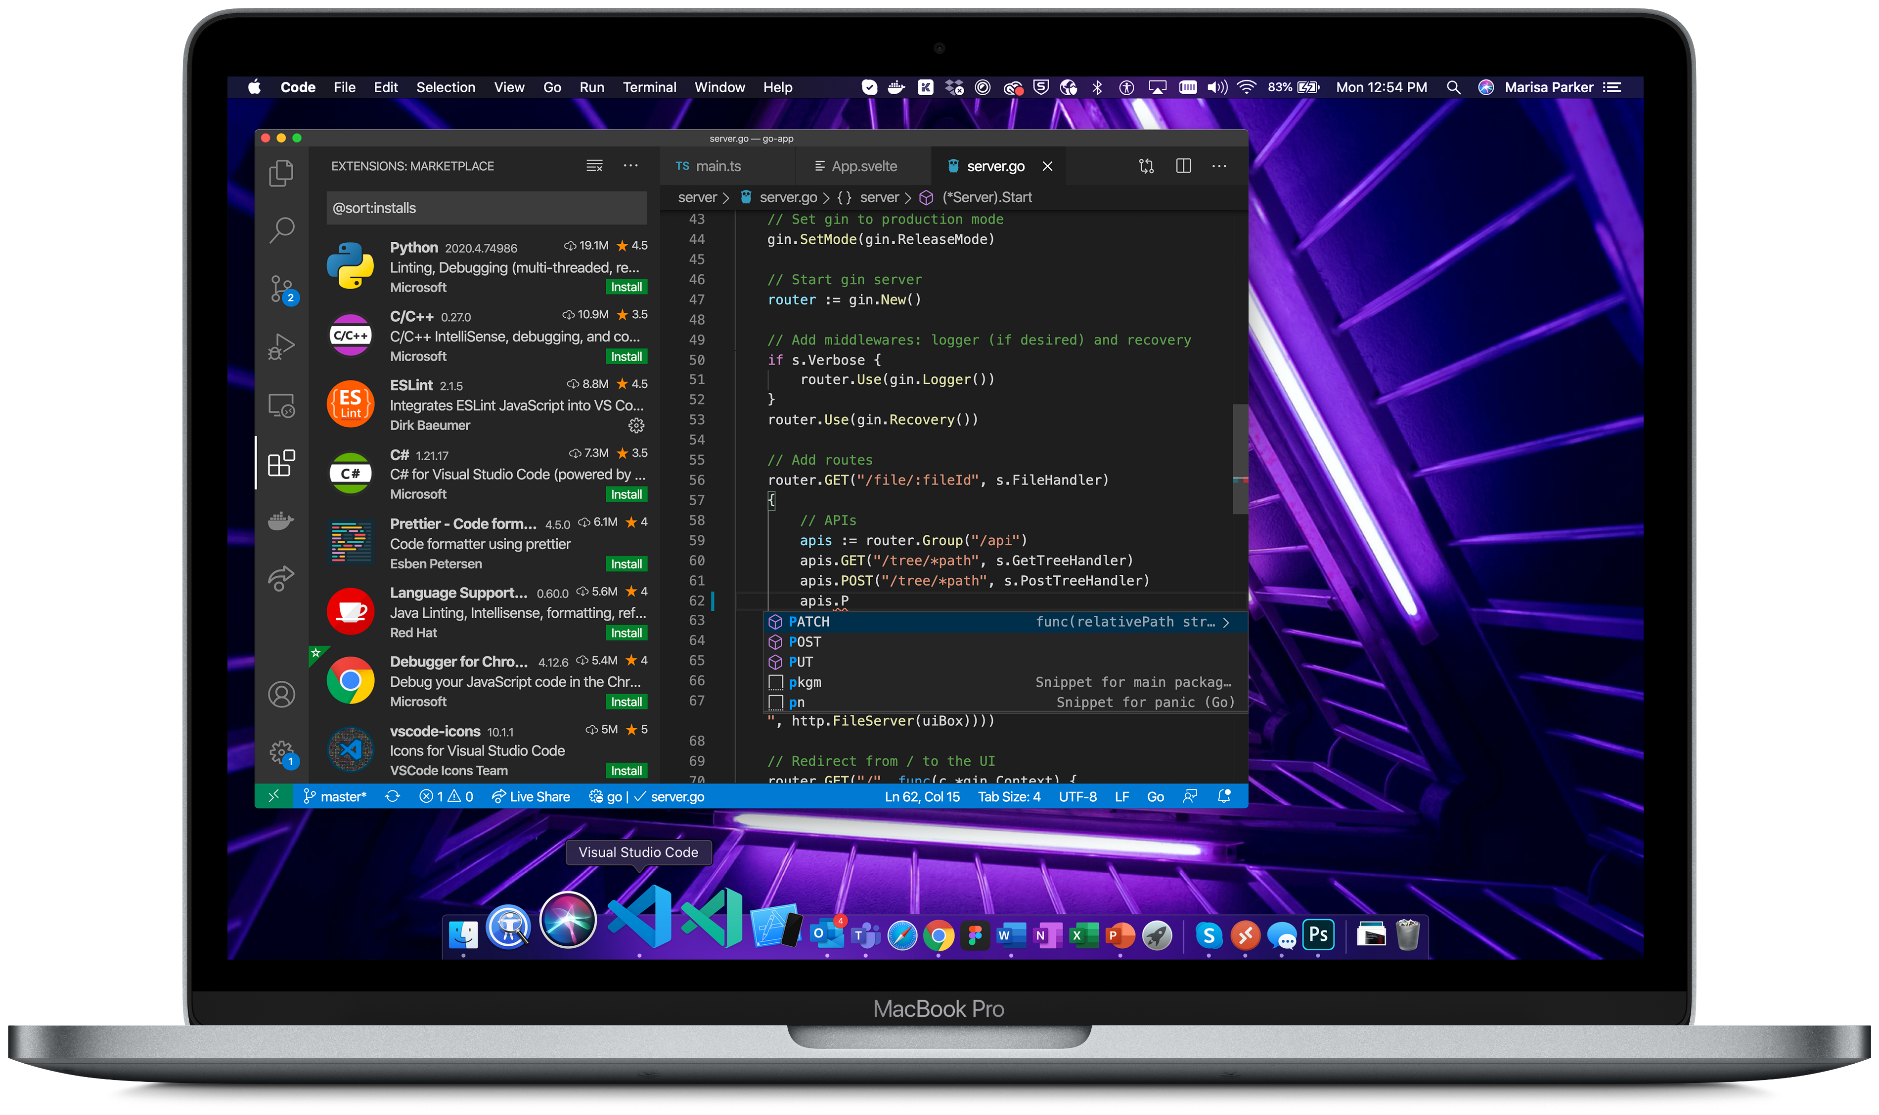 Code File Edit Selection View Go Run Terminal Window Help 83% Mon 12:54 PM Marisa Parker
server.go — go-app
EXTENSIONS: MARKETPLACE
@sort:installs
Python 2020.4.74986 19.1M 4.5
Linting, Debugging (multi-threaded, re...
Microsoft Install
C/C++
C/C++ 0.27.0 10.9M 3.5
C/C++ IntelliSense, debugging, and co...
Microsoft Install
ES
Lint
ESLint 2.1.5 8.8M 4.5
Integrates ESLint JavaScript into VS Co...
Dirk Baeumer
C#
C# 1.21.17 7.3M 3.5
C# for Visual Studio Code (powered by ...
Microsoft Install
Prettier - Code form... 4.5.0 6.1M 4
Code formatter using prettier
Esben Petersen Install
Language Support... 0.60.0 5.6M 4
Java Linting, Intellisense, formatting, ref...
Red Hat Install
Debugger for Chro... 4.12.6 5.4M 4
Debug your JavaScript code in the Chr...
Microsoft Install
vscode-icons 10.1.1 5M 5
Icons for Visual Studio Code
VSCode Icons Team Install
2
1
TS main.ts App.svelte server.go
server > server.go > {} server > (*Server).Start
43 // Set gin to production mode
44 gin.SetMode(gin.ReleaseMode)
45
46 // Start gin server
47 router := gin.New()
48
49 // Add middlewares: logger (if desired) and recovery
50 if s.Verbose {
51 router.Use(gin.Logger())
52 }
53 router.Use(gin.Recovery())
54
55 // Add routes
56 router.GET("/file/:fileId", s.FileHandler)
57 {
58 // APIs
59 apis := router.Group("/api")
60 apis.GET("/tree/*path", s.GetTreeHandler)
61 apis.POST("/tree/*path", s.PostTreeHandler)
62 apis.P
63 PATCH func(relativePath str... >
64 POST
65 PUT
66 pkgm Snippet for main packag...
67 pn Snippet for panic (Go)
", http.FileServer(uiBox))))
68
69 // Redirect from / to the UI
70 router.GET("/", func(c *gin.Context) {
master* 1 0 Live Share go | server.go Ln 62, Col 15 Tab Size: 4 UTF-8 LF Go
Visual Studio Code
4
O T W N X P S Ps
MacBook Pro